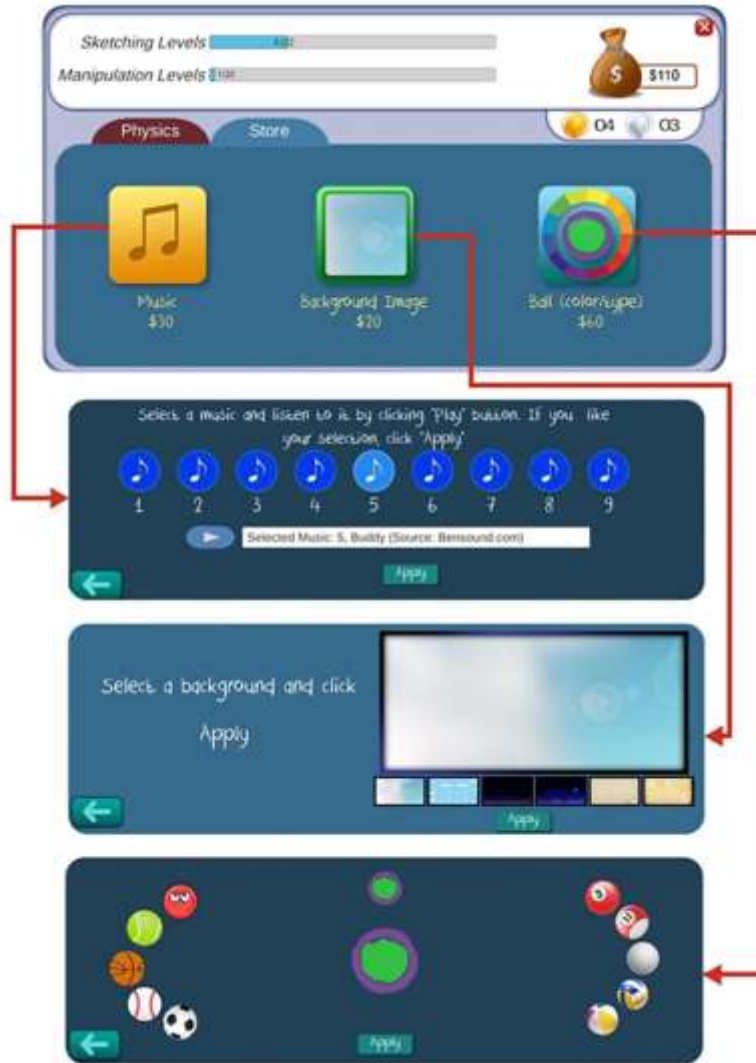 Sketching Levels
Manipulation Levels
$110
Physics
Store
04
03
Music
$30
Background Image
$20
Ball (color/type)
$60
Select a music and listen to it by clicking "Play" button. If you like
your selection, click "Apply"
1 2 3 4 5 6 7 8 9
Selected Music: 5, Buddy (Source: Bensound.com)
Apply
Select a background and click
Apply
Apply
Apply